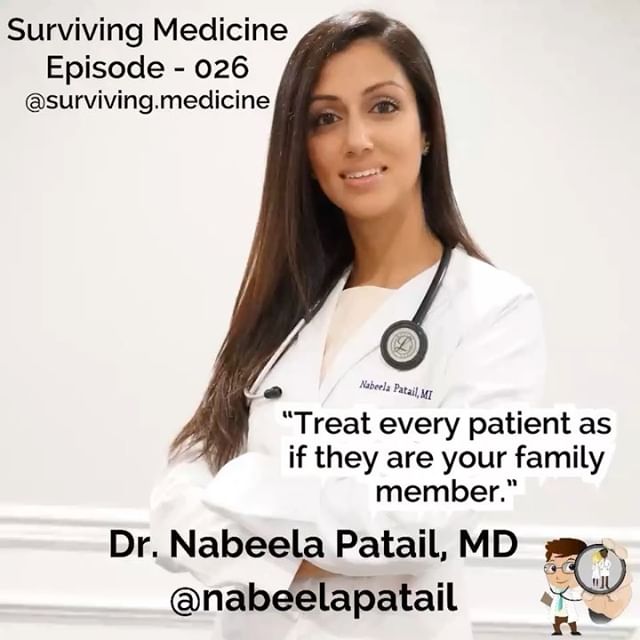 Surviving Medicine
Episode - 026
@surviving.medicine
Nabeela Patail, MD
“Treat every patient as
if they are your family
member.”
Dr. Nabeela Patail, MD
@nabeelapatail